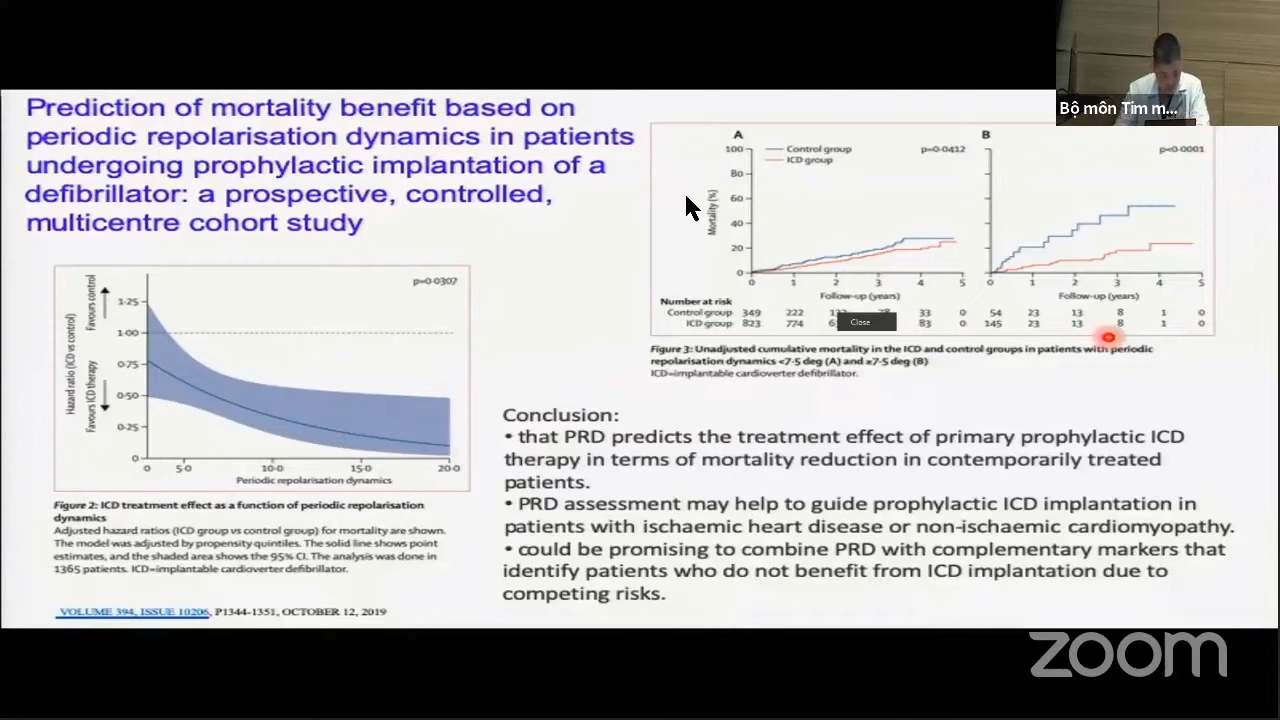 Bộ môn Tim m...
Prediction of mortality benefit based on
periodic repolarisation dynamics in patients
undergoing prophylactic implantation of a
defibrillator: a prospective, controlled,
multicentre cohort study
A
B
100
80
60
40
20
0
Mortality (%)
Control group
ICD group
p=0·0412
p<0·0001
0 1 2 3 4 5
0 1 2 3 4 5
Follow-up (years)
Follow-up (years)
Number at risk
Control group 349 222 33 0 54 23 13 8 1 0
ICD group 823 774 83 0 145 23 13 8 1 0
Close
Figure 3: Unadjusted cumulative mortality in the ICD and control groups in patients with periodic
repolarisation dynamics <7·5 deg (A) and ≥7·5 deg (B)
ICD=implantable cardioverter defibrillator.
p=0·0307
Hazard ratio (ICD vs control)
Favours ICD therapy
Favours control
1·25
1·00
0·75
0·50
0·25
0
0 5·0 10·0 15·0 20·0
Periodic repolarisation dynamics
Figure 2: ICD treatment effect as a function of periodic repolarisation
dynamics
Adjusted hazard ratios (ICD group vs control group) for mortality are shown.
The model was adjusted by propensity quintiles. The solid line shows point
estimates, and the shaded area shows the 95% CI. The analysis was done in
1365 patients. ICD=implantable cardioverter defibrillator.
VOLUME 394, ISSUE 10206, P1344-1351, OCTOBER 12, 2019
Conclusion:
• that PRD predicts the treatment effect of primary prophylactic ICD
therapy in terms of mortality reduction in contemporarily treated
patients.
• PRD assessment may help to guide prophylactic ICD implantation in
patients with ischaemic heart disease or non-ischaemic cardiomyopathy.
• could be promising to combine PRD with complementary markers that
identify patients who do not benefit from ICD implantation due to
competing risks.
zoom